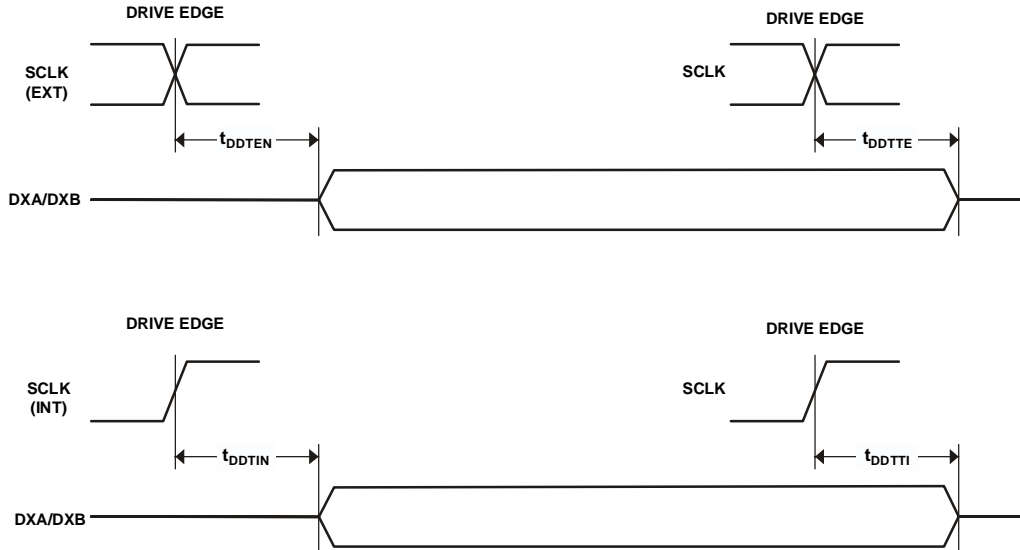 DRIVE EDGE
DRIVE EDGE
SCLK
(EXT)
SCLK
tDDTEN
tDDTTE
DXA/DXB
DRIVE EDGE
DRIVE EDGE
SCLK
(INT)
SCLK
tDDTIN
tDDTTI
DXA/DXB